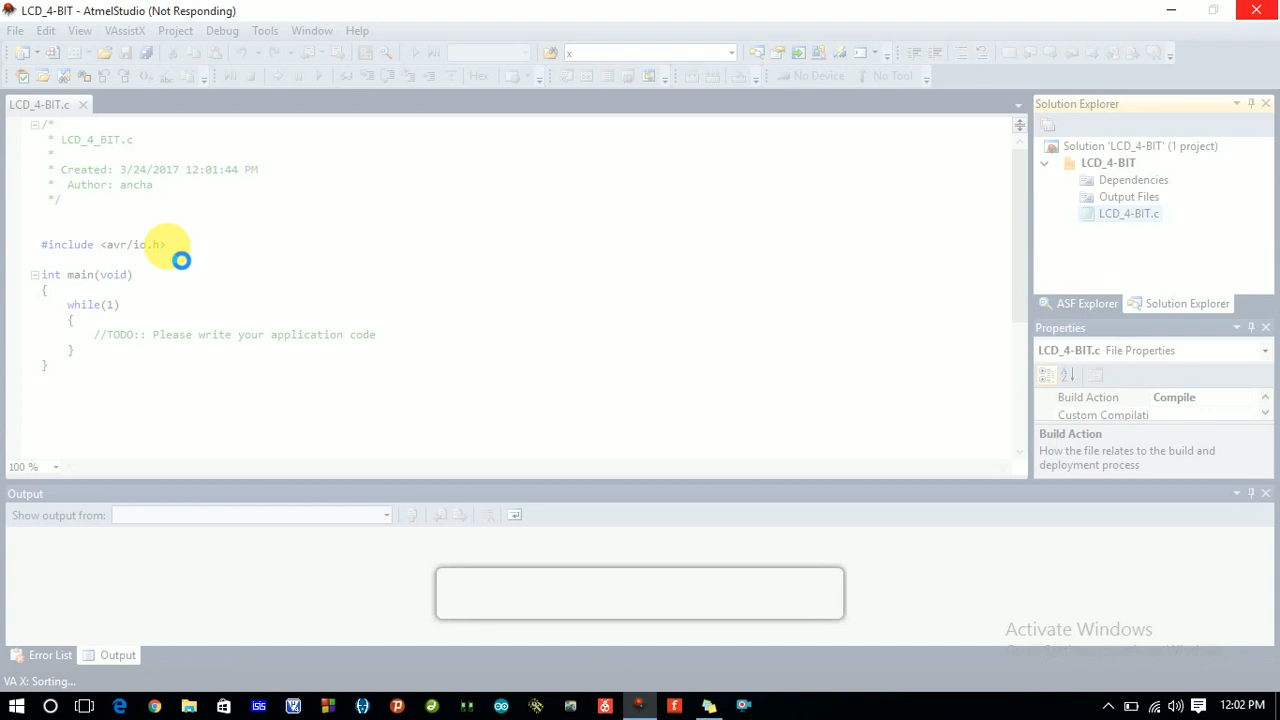 LCD_4-BIT - AtmelStudio (Not Responding)
File Edit View VAssistX Project Debug Tools Window Help
x
Hex No Device No Tool
LCD_4-BIT.c
/*
* LCD_4_BIT.c
*
* Created: 3/24/2017 12:01:44 PM
* Author: ancha
*/
#include <avr/io.h>
int main(void)
{
while(1)
{
//TODO:: Please write your application code
}
}
100 %
Solution Explorer
Solution 'LCD_4-BIT' (1 project)
LCD_4-BIT
Dependencies
Output Files
LCD_4-BIT.c
ASF Explorer Solution Explorer
Properties
LCD_4-BIT.c File Properties
Build Action Compile
Custom Compilati
Build Action
How the file relates to the build and
deployment process
Output
Show output from:
Activate Windows
Error List Output
VA X: Sorting...
12:02 PM